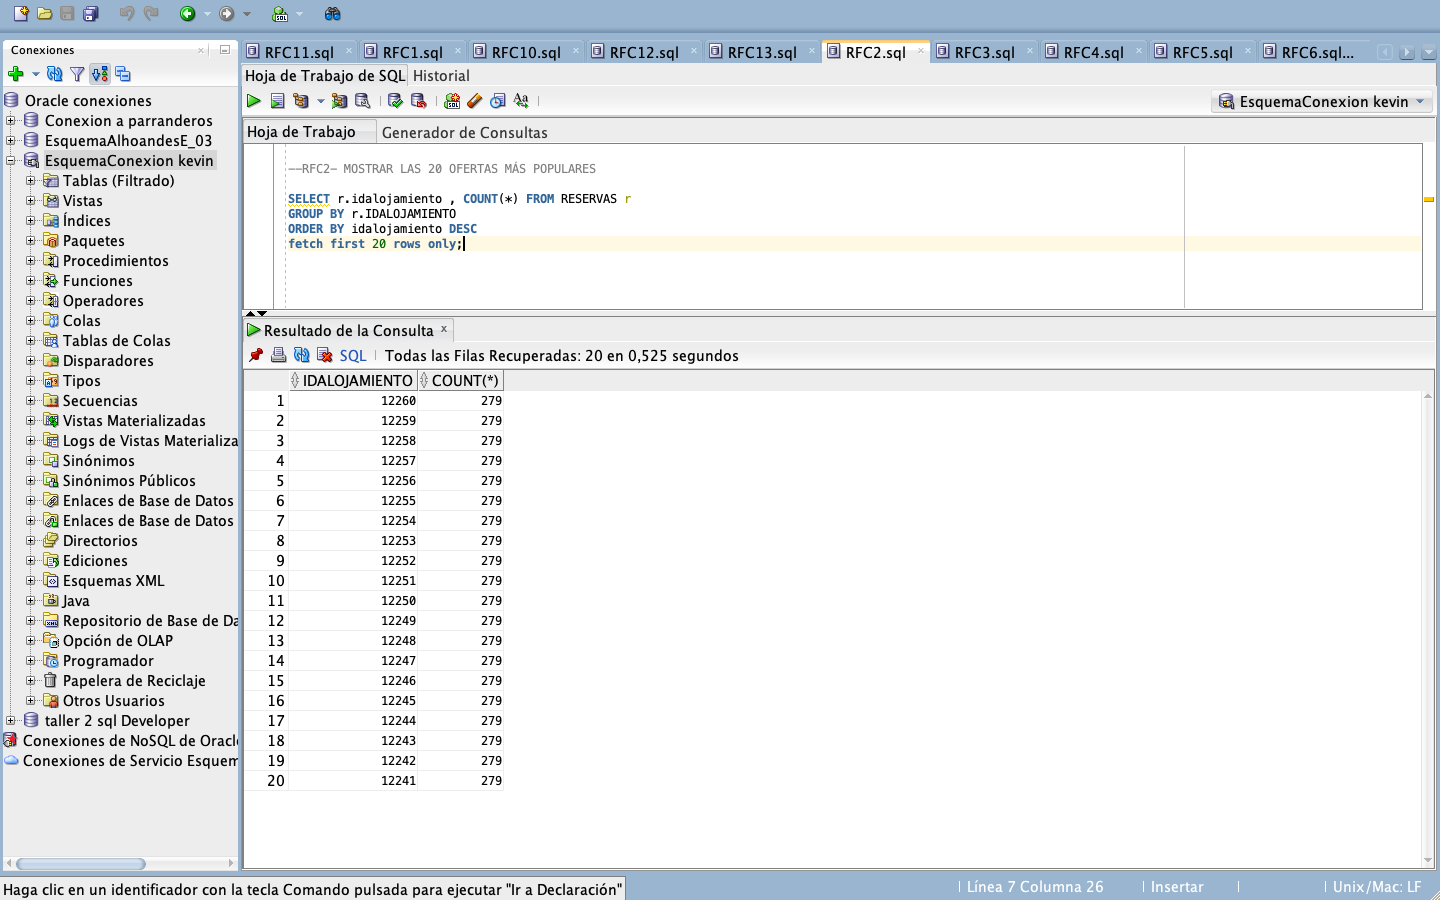 RFC11.sql
RFC1.sql
RFC10.sql
RFC12.sql
RFC13.sql
RFC2.sql
RFC3.sql
RFC4.sql
RFC5.sql
RFC6.sql...
Conexiones
Oracle conexiones
Conexion a parranderos
EsquemaAlhoandesE_03
EsquemaConexion kevin
Tablas (Filtrado)
Vistas
Índices
Paquetes
Procedimientos
Funciones
Operadores
Colas
Tablas de Colas
Disparadores
Tipos
Secuencias
Vistas Materializadas
Logs de Vistas Materializa
Sinónimos
Sinónimos Públicos
Enlaces de Base de Datos
Enlaces de Base de Datos
Directorios
Ediciones
Esquemas XML
Java
Repositorio de Base de Da
Opción de OLAP
Programador
Papelera de Reciclaje
Otros Usuarios
taller 2 sql Developer
Conexiones de NoSQL de Oracle
Conexiones de Servicio Esquem
Hoja de Trabajo de SQL Historial
EsquemaConexion kevin
Hoja de Trabajo Generador de Consultas
--RFC2- MOSTRAR LAS 20 OFERTAS MÁS POPULARES
SELECT r.idalojamiento , COUNT(*) FROM RESERVAS r
GROUP BY r.IDALOJAMIENTO
ORDER BY idalojamiento DESC
fetch first 20 rows only;
Resultado de la Consulta
SQL Todas las Filas Recuperadas: 20 en 0,525 segundos
IDALOJAMIENTO COUNT(*)
1 12260 279
2 12259 279
3 12258 279
4 12257 279
5 12256 279
6 12255 279
7 12254 279
8 12253 279
9 12252 279
10 12251 279
11 12250 279
12 12249 279
13 12248 279
14 12247 279
15 12246 279
16 12245 279
17 12244 279
18 12243 279
19 12242 279
20 12241 279
Haga clic en un identificador con la tecla Comando pulsada para ejecutar "Ir a Declaración"
Línea 7 Columna 26
Insertar
Unix/Mac: LF